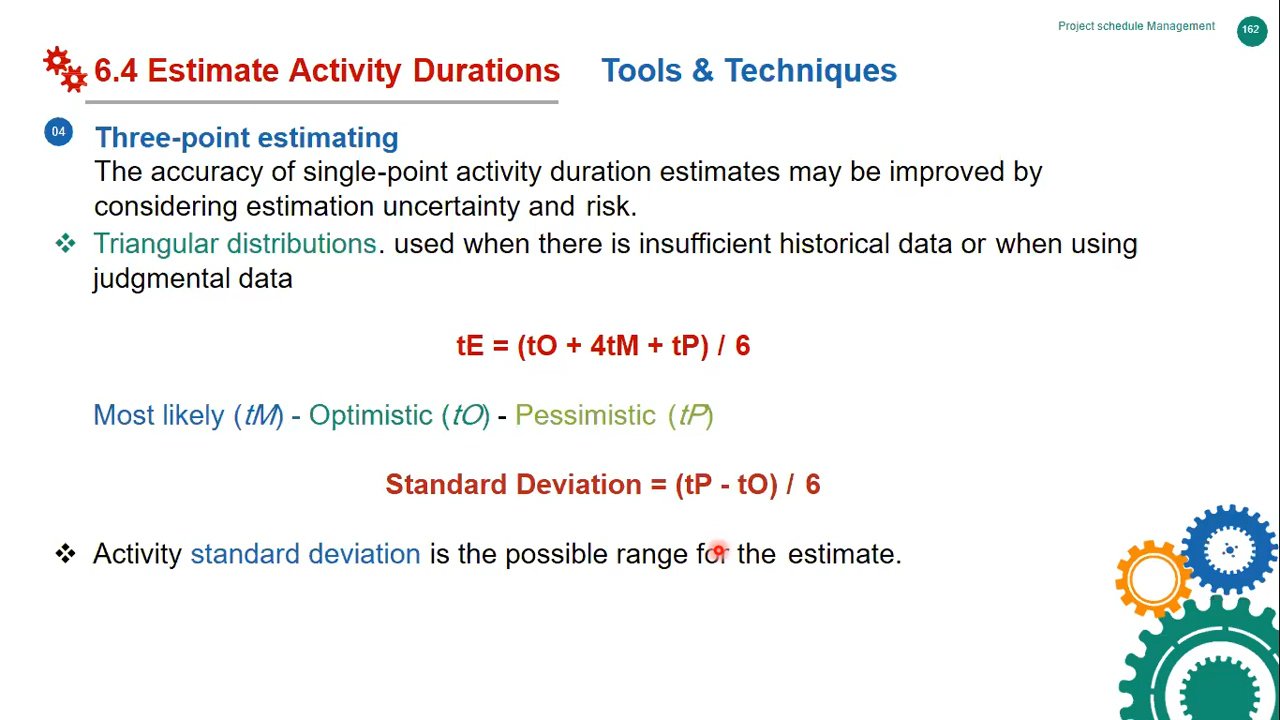 Project schedule Management
162
6.4 Estimate Activity Durations Tools & Techniques
04
Three-point estimating
The accuracy of single-point activity duration estimates may be improved by
considering estimation uncertainty and risk.
Triangular distributions. used when there is insufficient historical data or when using
judgmental data
tE = (tO + 4tM + tP) / 6
Most likely (tM) - Optimistic (tO) - Pessimistic (tP)
Standard Deviation = (tP - tO) / 6
Activity standard deviation is the possible range for the estimate.